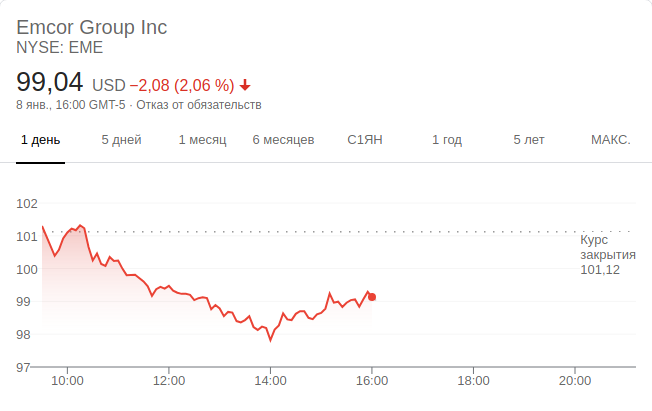 Emcor Group Inc
NYSE: EME
99,04 USD −2,08 (2,06 %)
8 янв., 16:00 GMT-5 · Отказ от обязательств
1 день 5 дней 1 месяц 6 месяцев С1ЯН 1 год 5 лет МАКС.
102
101
100
99
98
97
Курс
закрытия
101,12
10:00 12:00 14:00 16:00 18:00 20:00